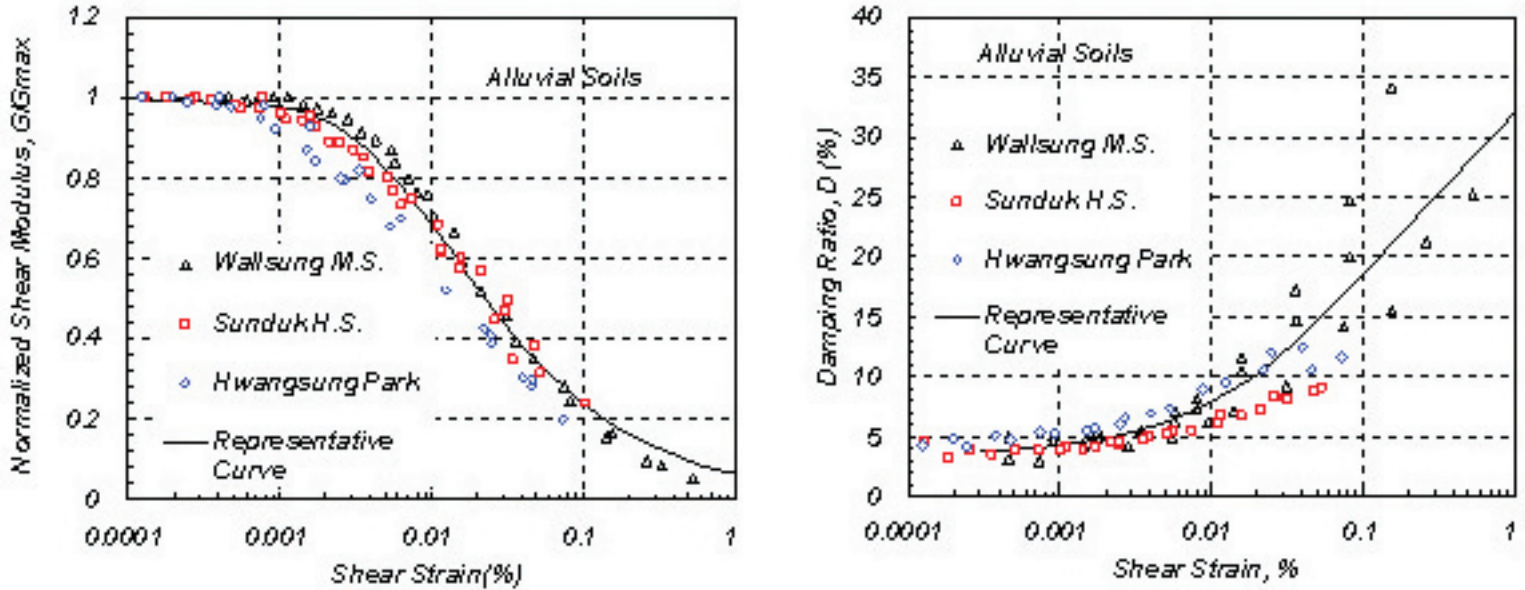 Normalized Shear Modulus, G/Gmax
1.2
1
0.8
0.6
0.4
0.2
0
Alluvial Soils
Wallsung M.S.
Sunduk H.S.
Hwangsung Park
Representative
Curve
0.0001
0.001
0.01
0.1
1
Shear Strain(%)
Damping Ratio, D (%)
40
35
30
25
20
15
10
5
0
Alluvial Soils
Wallsung M.S.
Sunduk H.S.
Hwangsung Park
Representative
Curve
0.0001
0.001
0.01
0.1
1
Shear Strain, %